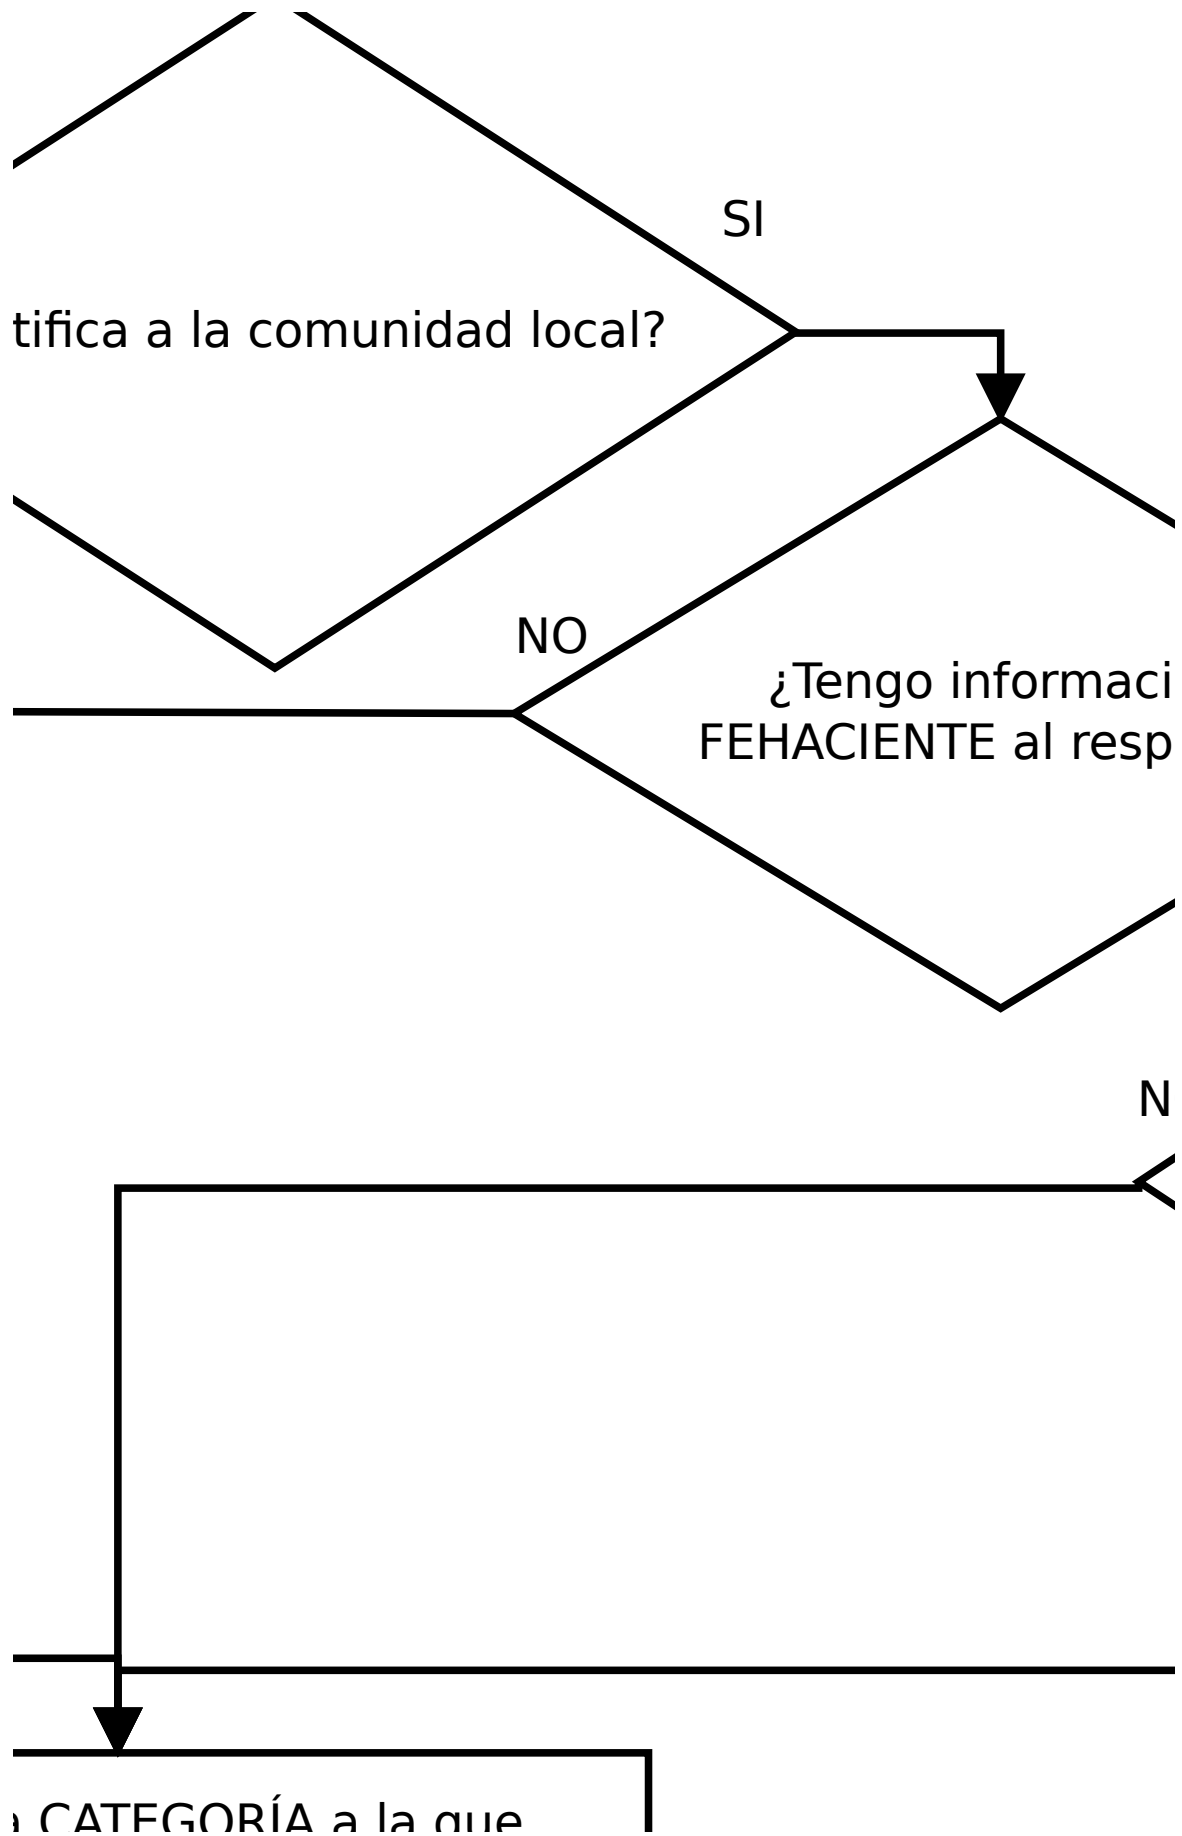 SI
tifica a la comunidad local?
NO
¿Tengo informaci
FEHACIENTE al resp
N
CATEGORÍA a la que